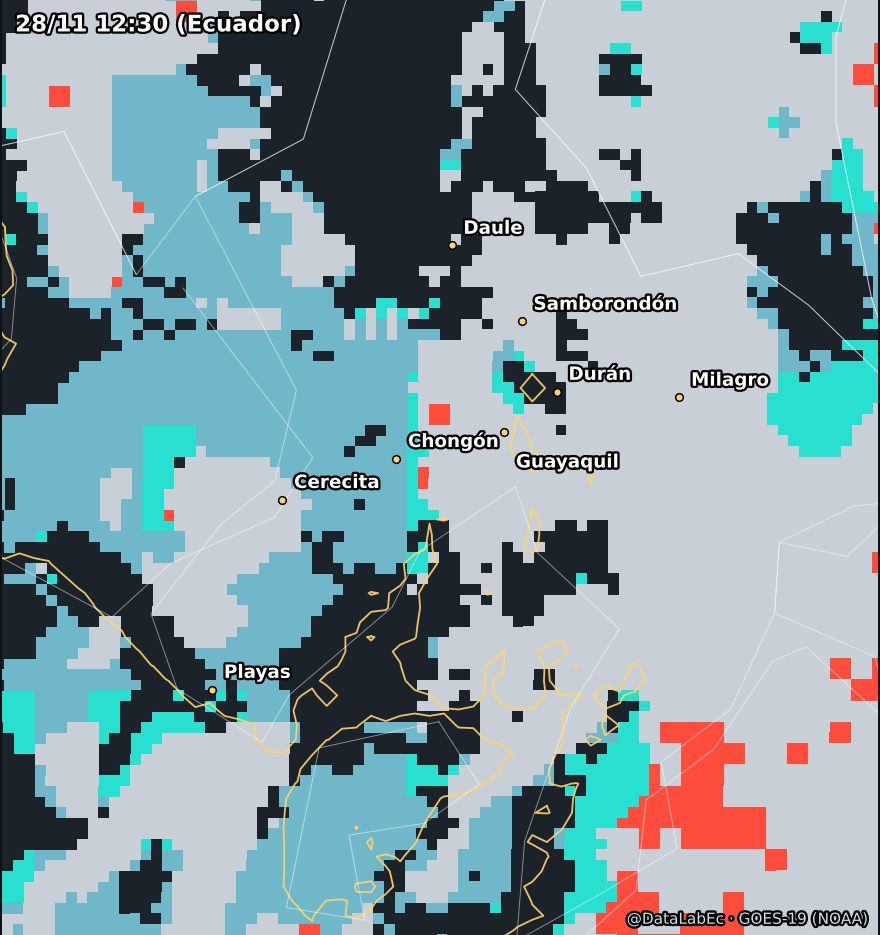 28/11 12:30 (Ecuador)
Daule
Samborondón
Durán
Milagro
Chongón
Guayaquil
Cerecita
Playas
@DataLabEc · GOES-19 (NOAA)